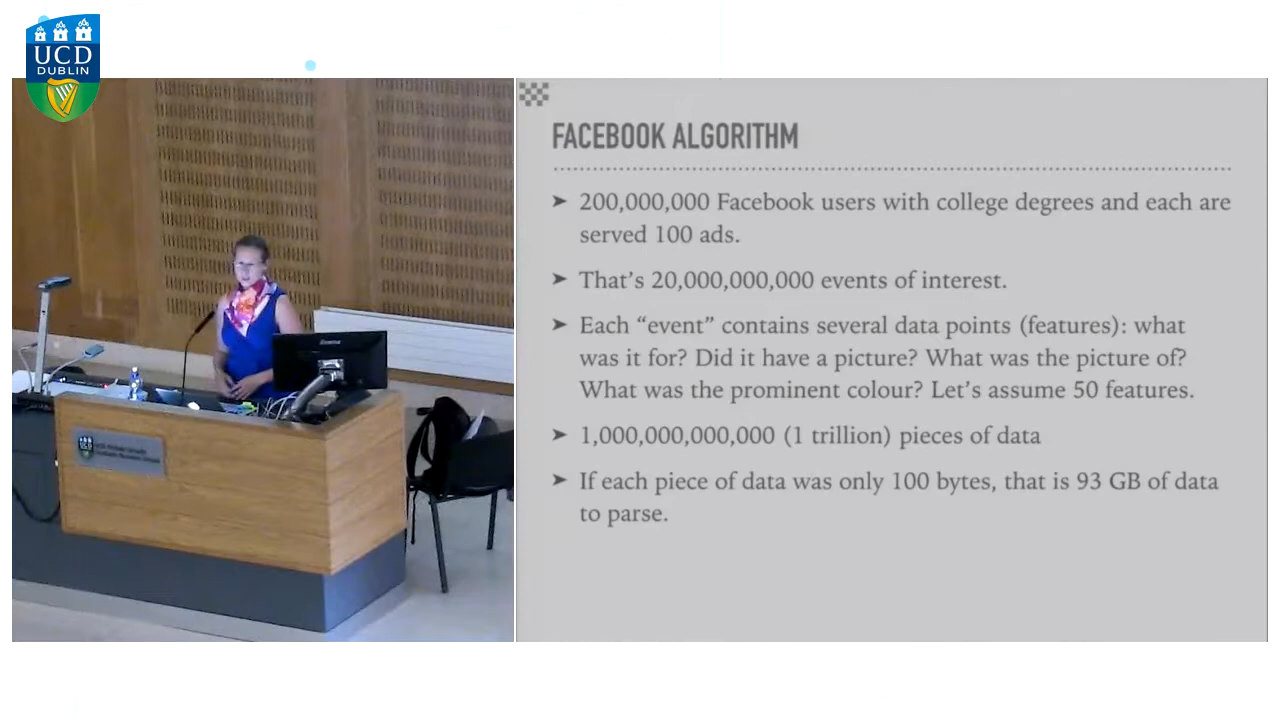 UCD
DUBLIN
FACEBOOK ALGORITHM
➤ 200,000,000 Facebook users with college degrees and each are
served 100 ads.
➤ That’s 20,000,000,000 events of interest.
➤ Each “event” contains several data points (features): what
was it for? Did it have a picture? What was the picture of?
What was the prominent colour? Let’s assume 50 features.
➤ 1,000,000,000,000 (1 trillion) pieces of data
➤ If each piece of data was only 100 bytes, that is 93 GB of data
to parse.